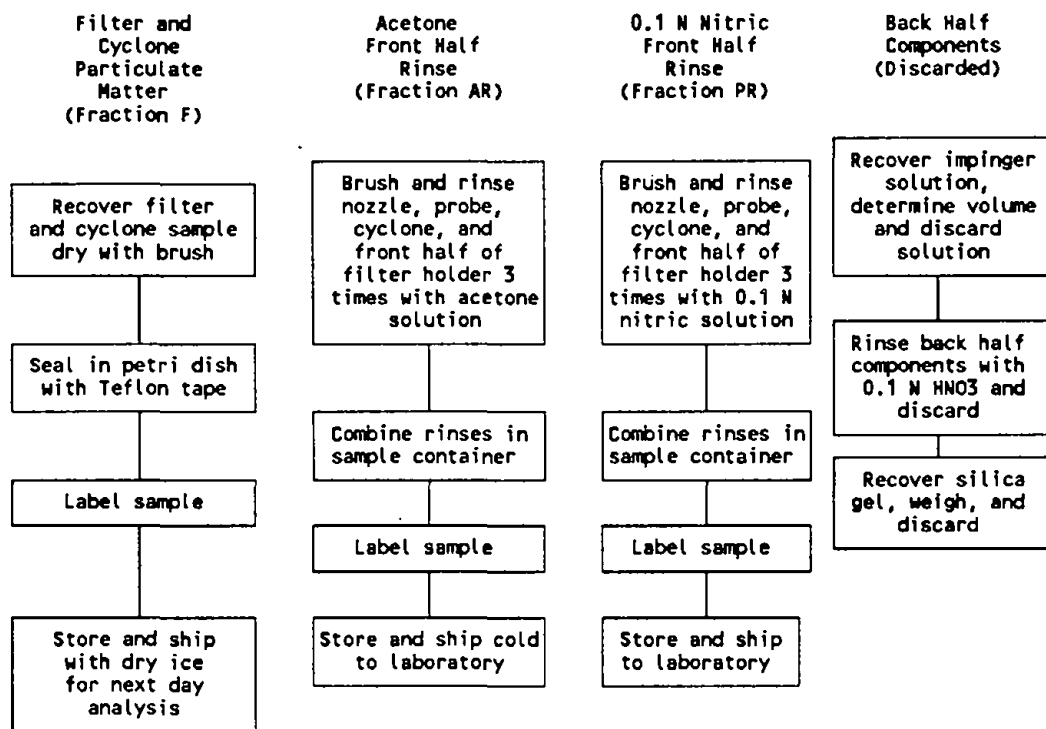 Filter and
Cyclone
Particulate
Matter
(Fraction F)
Recover filter
and cyclone sample
dry with brush
Seal in petri dish
with Teflon tape
Label sample
Store and ship
with dry ice
for next day
analysis
Acetone
Front Half
Rinse
(Fraction AR)
Brush and rinse
nozzle, probe,
cyclone, and
front half of
filter holder 3
times with acetone
solution
Combine rinses in
sample container
Label sample
Store and ship cold
to laboratory
0.1 N Nitric
Front Half
Rinse
(Fraction PR)
Brush and rinse
nozzle, probe,
cyclone, and
front half of
filter holder 3
times with 0.1 N
nitric solution
Combine rinses in
sample container
Label sample
Store and ship
to laboratory
Back Half
Components
(Discarded)
Recover impinger
solution,
determine volume
and discard
solution
Rinse back half
components with
0.1 N HNO3 and
discard
Recover silica
gel, weigh, and
discard